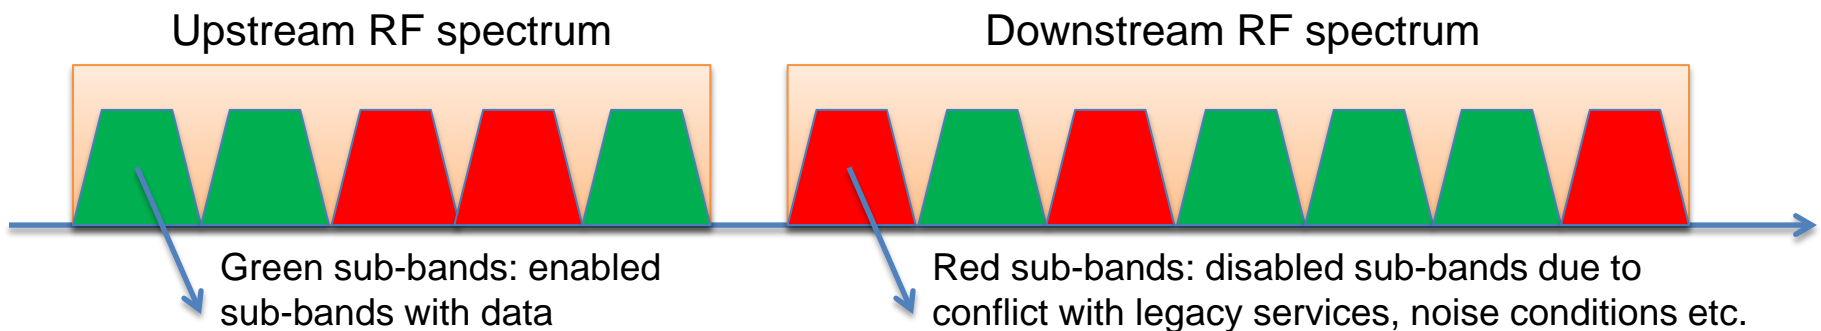 Upstream RF spectrum
Downstream RF spectrum
Green sub-bands: enabled
sub-bands with data
Red sub-bands: disabled sub-bands due to
conflict with legacy services, noise conditions etc.